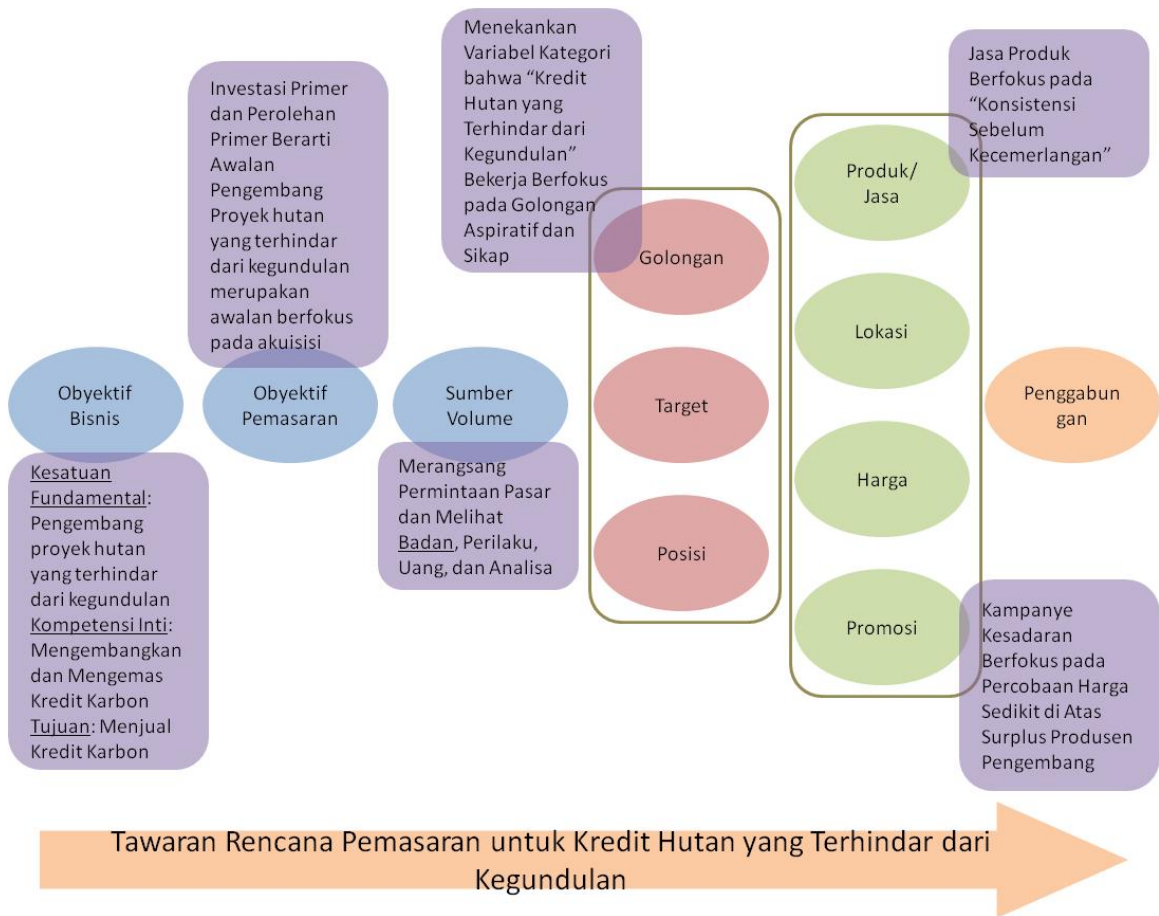 Menekankan
Variabel Kategori
bahwa “Kredit
Hutan yang
Terhindar dari
Kegundulan”
Bekerja Berfokus
pada Golongan
Aspiratif dan
Sikap
Jasa Produk
Berfokus pada
“Konsistensi
Sebelum
Kecemerlangan”
Investasi Primer
dan Perolehan
Primer Berarti
Awalan
Pengembang
Proyek hutan
yang terhindar
dari kegundulan
merupakan
awalan berfokus
pada akuisisi
Obyektif
Bisnis
Obyektif
Pemasaran
Sumber
Volume
Golongan
Target
Posisi
Produk/
Jasa
Lokasi
Harga
Promosi
Penggabun
gan
Kesatuan
Fundamental:
Pengembang
proyek hutan
yang terhindar
dari kegundulan
Kompetensi Inti:
Mengembangkan
dan Mengemas
Kredit Karbon
Tujuan: Menjual
Kredit Karbon
Merangsang
Permintaan Pasar
dan Melihat
Badan, Perilaku,
Uang, dan Analisa
Kampanye
Kesadaran
Berfokus pada
Percobaan Harga
Sedikit di Atas
Surplus Produsen
Pengembang
Tawaran Rencana Pemasaran untuk Kredit Hutan yang Terhindar dari
Kegundulan